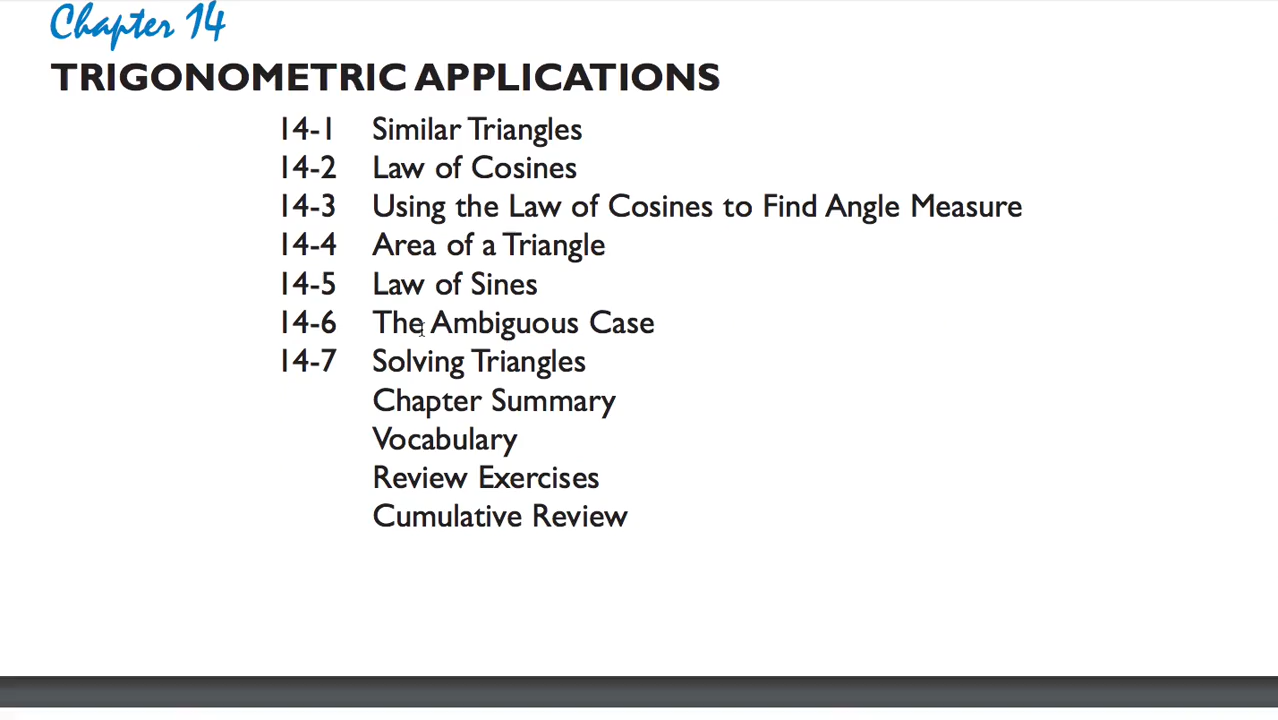 Chapter 14
TRIGONOMETRIC APPLICATIONS
14-1 Similar Triangles
14-2 Law of Cosines
14-3 Using the Law of Cosines to Find Angle Measure
14-4 Area of a Triangle
14-5 Law of Sines
14-6 The Ambiguous Case
14-7 Solving Triangles
Chapter Summary
Vocabulary
Review Exercises
Cumulative Review